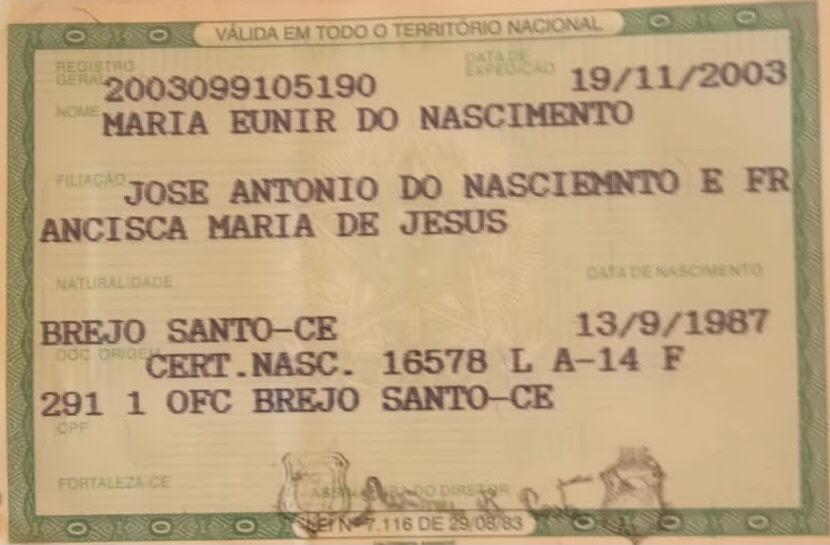 VÁLIDA EM TODO O TERRITÓRIO NACIONAL
REGISTRO GERAL 2003099105190 DATA DE EXPEDIÇÃO 19/11/2003
NOME MARIA EUNIR DO NASCIMENTO
FILIAÇÃO JOSE ANTONIO DO NASCIEMNTO E FR
ANCISCA MARIA DE JESUS
NATURALIDADE DATA DE NASCIMENTO
BREJO SANTO-CE 13/9/1987
DOC ORIGEM CERT.NASC. 16578 L A-14 F
291 1 OFC BREJO SANTO-CE
CPF
FORTALEZA-CE ASSINATURA DO DIRETOR
LEI Nº 7.116 DE 29/08/83